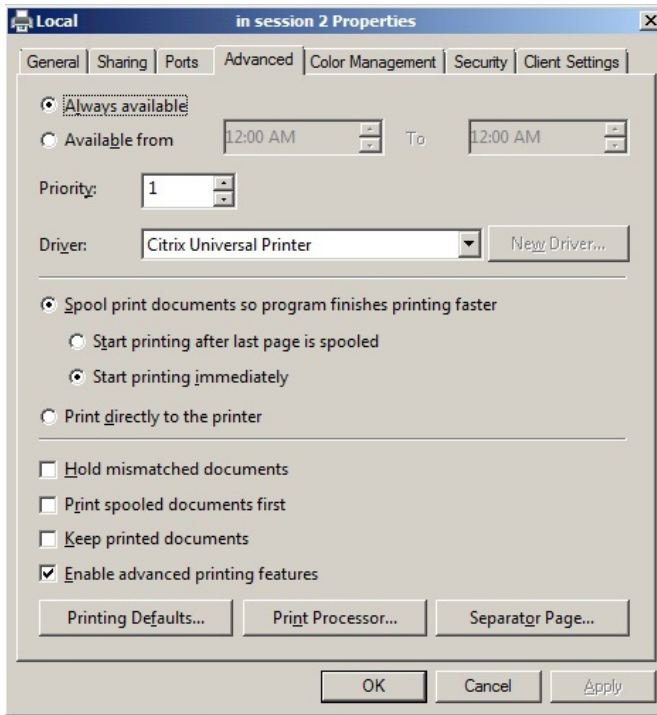 Local in session 2 Properties
General Sharing Ports Advanced Color Management Security Client Settings
Always available
Available from 12:00 AM To 12:00 AM
Priority: 1
Driver: Citrix Universal Printer New Driver...
Spool print documents so program finishes printing faster
Start printing after last page is spooled
Start printing immediately
Print directly to the printer
Hold mismatched documents
Print spooled documents first
Keep printed documents
Enable advanced printing features
Printing Defaults... Print Processor... Separator Page...
OK Cancel Apply